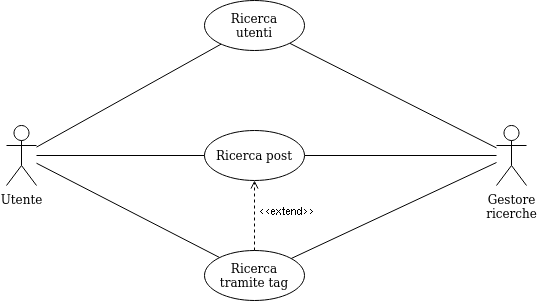 Ricerca
utenti
Ricerca post
Utente
Gestore
ricerche
<<extend>>
Ricerca
tramite tag